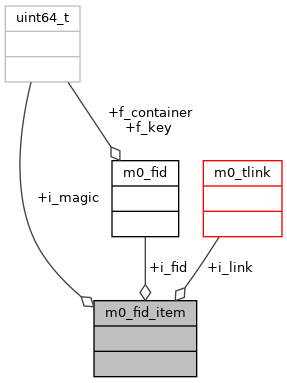 uint64_t
+f_container
+f_key
m0_fid
m0_tlink
+i_magic
+i_fid
+i_link
m0_fid_item